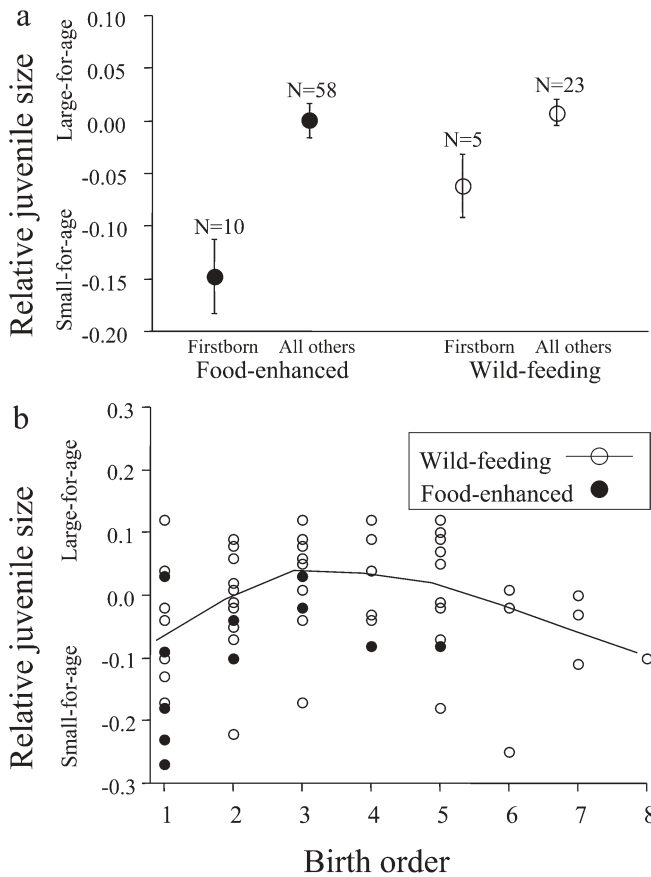 a
Relative juvenile size
Large-for-age
Small-for-age
0.10
0.05
0.00
-0.05
-0.10
-0.15
-0.20
N=10
N=58
N=5
N=23
Firstborn All others Firstborn All others
Food-enhanced Wild-feeding
b
Relative juvenile size
Large-for-age
Small-for-age
0.3
0.2
0.1
0.0
-0.1
-0.2
-0.3
Wild-feeding
Food-enhanced
1 2 3 4 5 6 7 8
Birth order